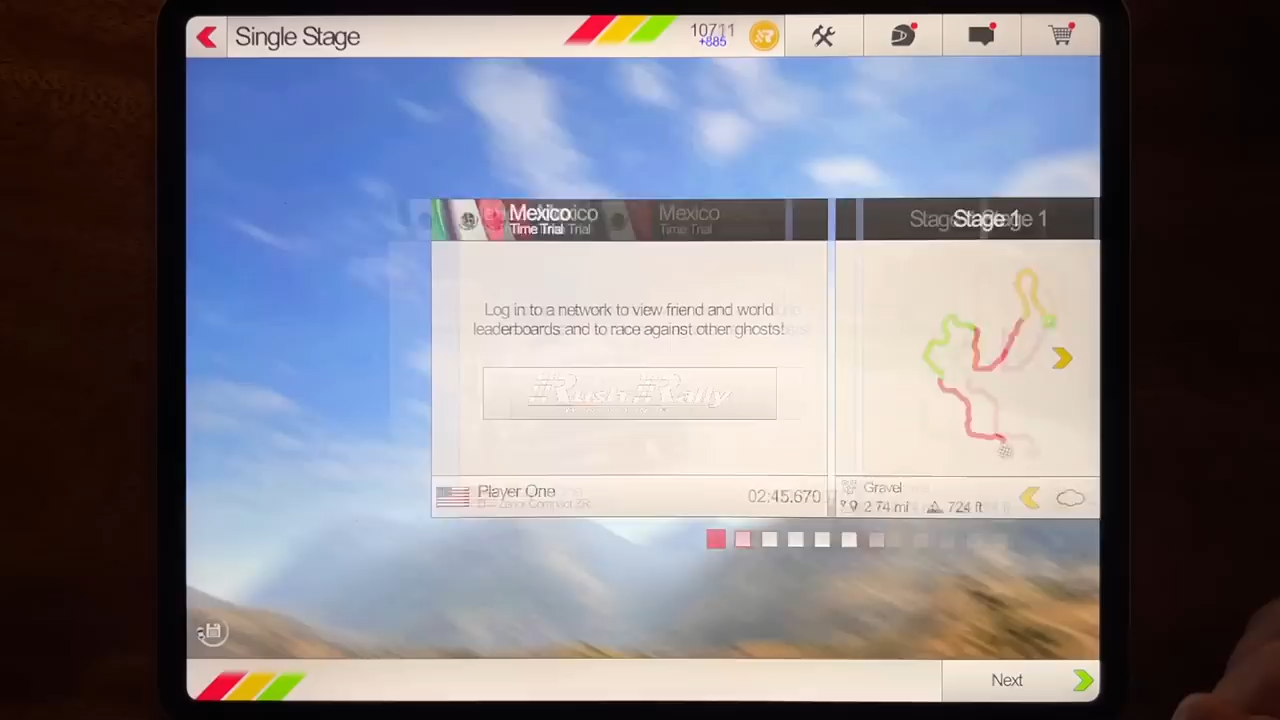 Single Stage
10711
+885
Mexico
Mexico
Time Trial
Time Trial
Stage 1
Log in to a network to view friend and world
leaderboards and to race against other ghosts!
Rush Rally
Player One
02:45.670
Gravel
2.74 mi
724 ft
Next